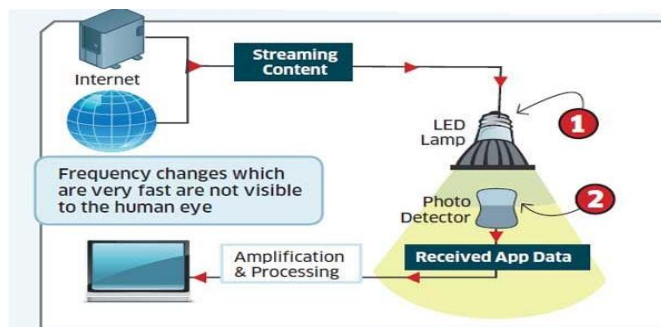 Internet
Streaming
Content
LED
Lamp
1
Frequency changes which
are very fast are not visible
to the human eye
Photo
Detector
2
Amplification
& Processing
Received App Data